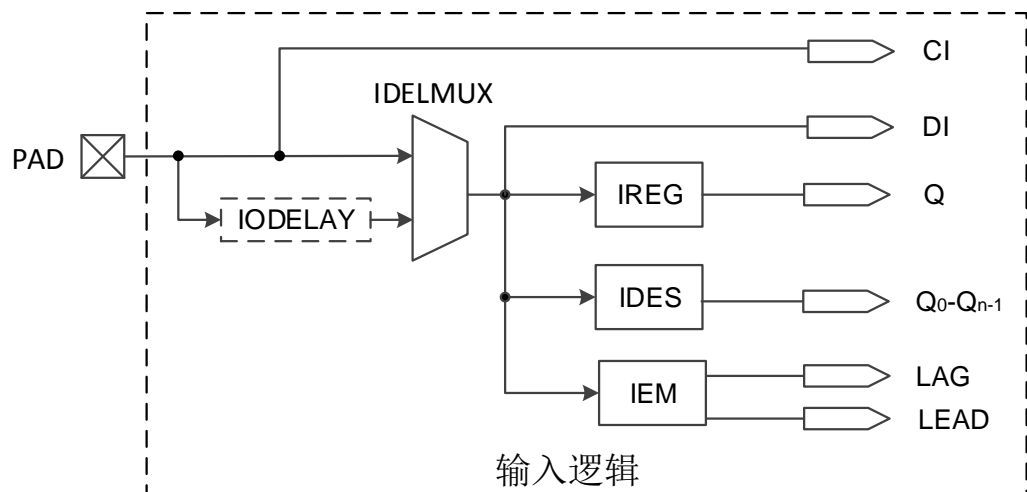 CI
IDELMUX
DI
PAD
IREG
Q
IODELAY
IDES
Q0-Qn-1
LAG
IEM
LEAD
输入逻辑